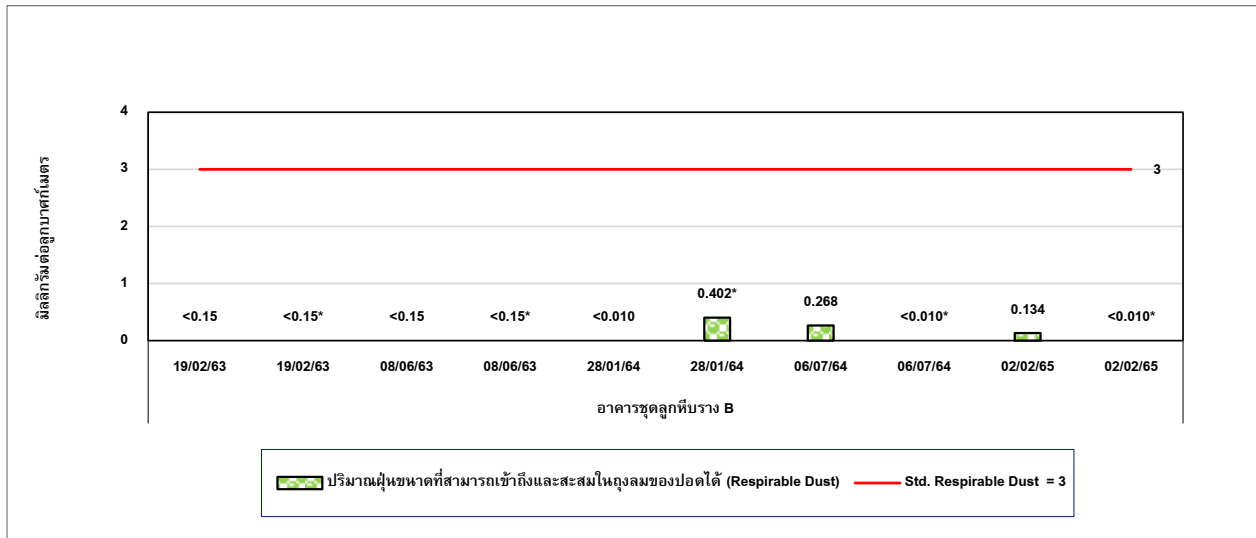 มิลลิกรัมต่อลูกบาศก์เมตร
4
3
3
2
1
0
<0.15 <0.15* <0.15 <0.15* <0.010 0.402* 0.268 <0.010* 0.134 <0.010*
19/02/63 19/02/63 08/06/63 08/06/63 28/01/64 28/01/64 06/07/64 06/07/64 02/02/65 02/02/65
อาคารชุดลูกหีบราง B
ปริมาณฝุ่นขนาดที่สามารถเข้าถึงและสะสมในถุงลมของปอดได้ (Respirable Dust) Std. Respirable Dust = 3